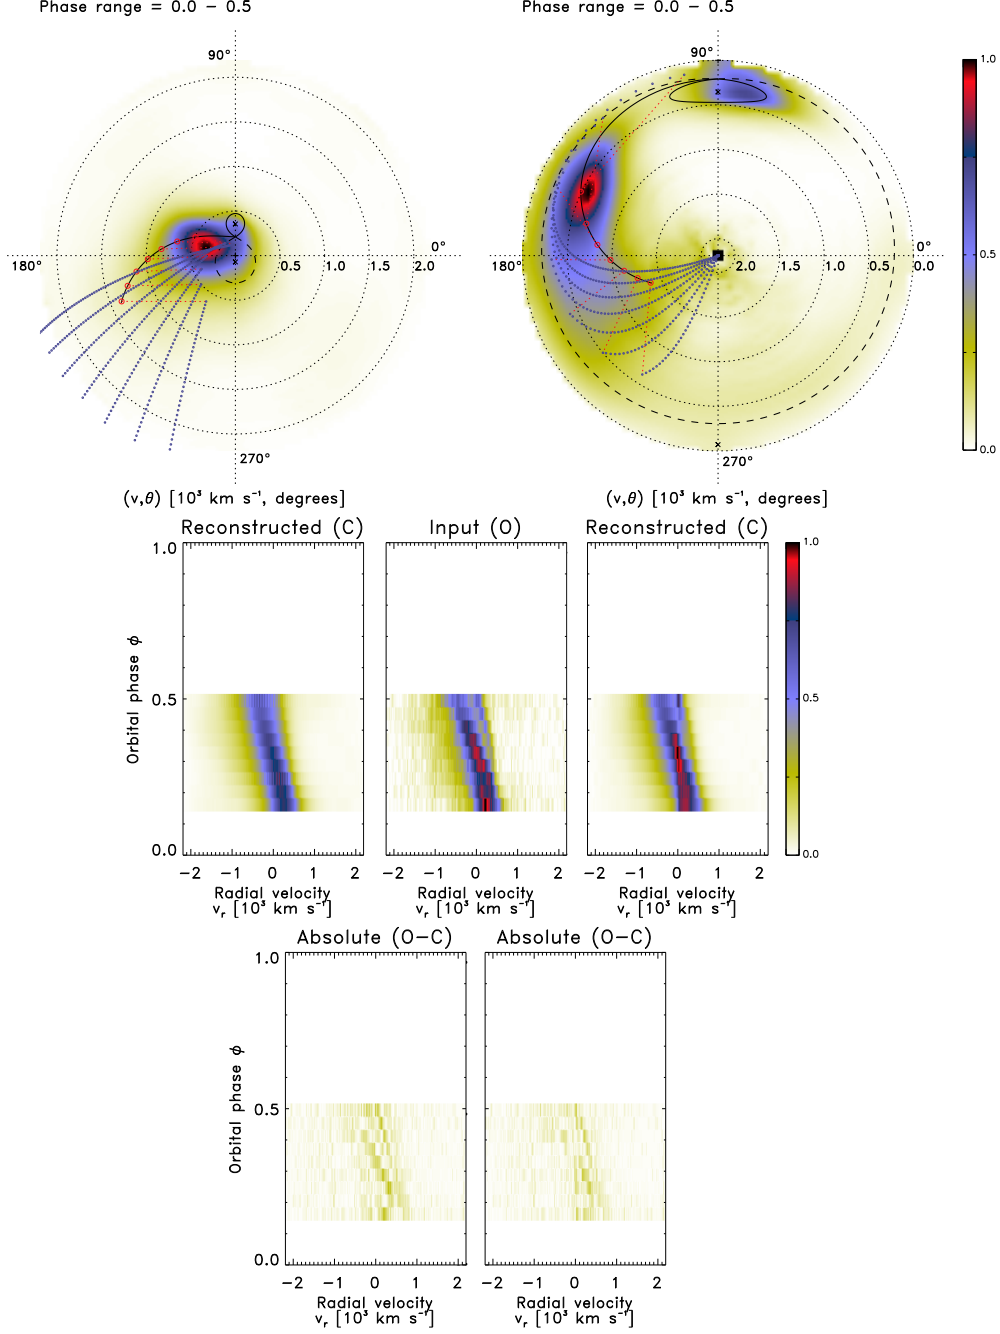 Phase range = 0.0 − 0.5
Phase range = 0.0 − 0.5
90°
90°
1.0
180°
0.5
1.0
1.5
2.0
0°
180°
2.0
1.5
1.0
0.5
0.0
0°
0.5
270°
270°
0.0
(v,θ) [10³ km s⁻¹, degrees]
(v,θ) [10³ km s⁻¹, degrees]
Reconstructed (C)
Input (O)
Reconstructed (C)
1.0
0.5
0.0
Orbital phase ϕ
1.0
0.5
0.0
−2 −1 0 1 2
−2 −1 0 1 2
−2 −1 0 1 2
Radial velocity
vᵣ [10³ km s⁻¹]
Radial velocity
vᵣ [10³ km s⁻¹]
Radial velocity
vᵣ [10³ km s⁻¹]
Absolute (O−C)
Absolute (O−C)
1.0
0.5
0.0
Orbital phase ϕ
−2 −1 0 1 2
−2 −1 0 1 2
Radial velocity
vᵣ [10³ km s⁻¹]
Radial velocity
vᵣ [10³ km s⁻¹]